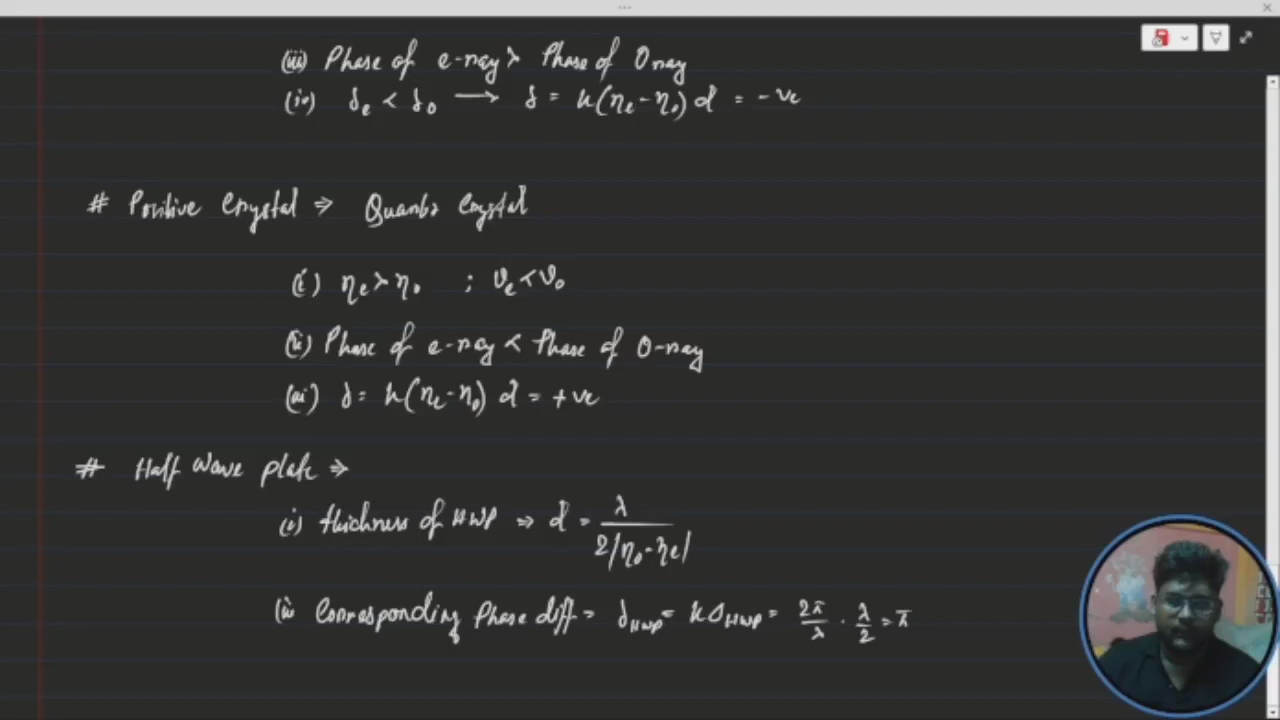 (iii) Phase of e-ray > Phase of O ray
(iv) δe < δo → δ = k(ηe - ηo) d = -ve
# Positive Crystal ⇒ Quartz Crystal
(i) ηe > ηo ; ve < vo
(ii) Phase of e-ray < Phase of O-ray
(iii) δ = k(ηe - ηo) d = +ve
# Half Wave plate ⇒
(i) thickness of HWP ⇒ d = λ / 2|ηo - ηe|
(ii) Corresponding Phase diff = δHWP = kΔHWP = 2π/λ · λ/2 = π